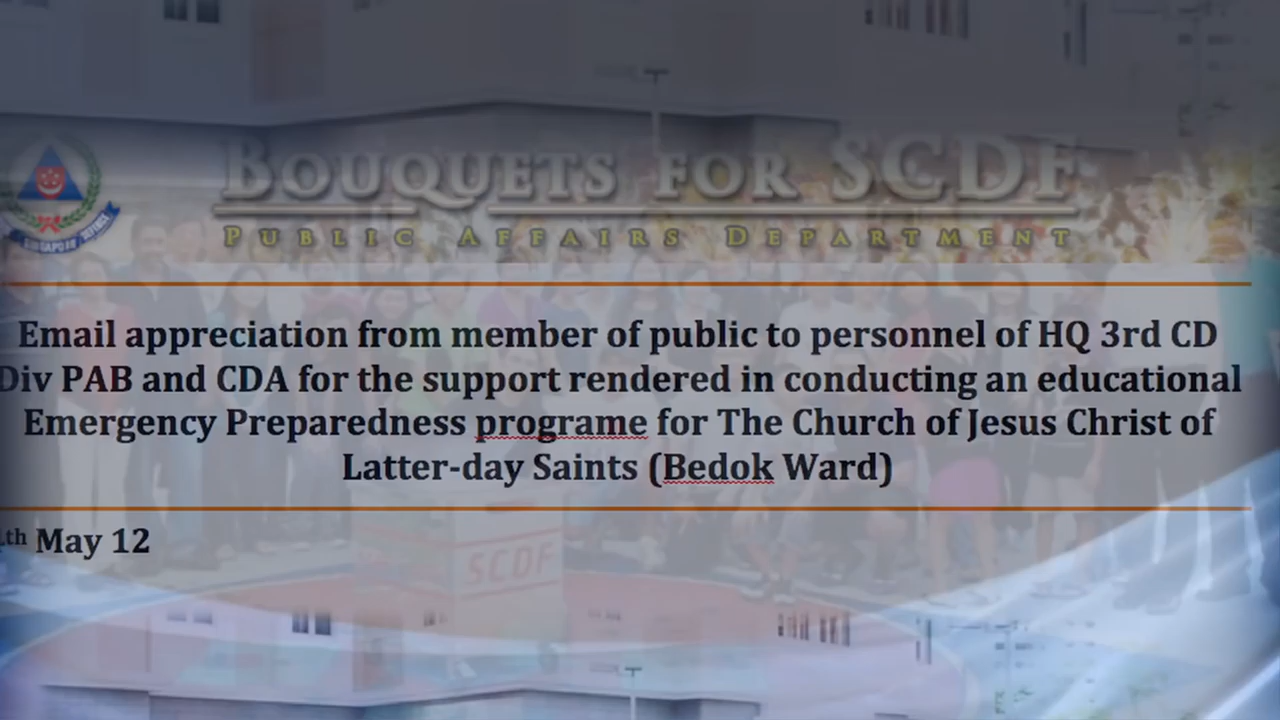 BOUQUETS FOR SCDF
PUBLIC AFFAIRS DEPARTMENT
Email appreciation from member of public to personnel of HQ 3rd CD
Div PAB and CDA for the support rendered in conducting an educational
Emergency Preparedness programe for The Church of Jesus Christ of
Latter-day Saints (Bedok Ward)
May 12
SCDF